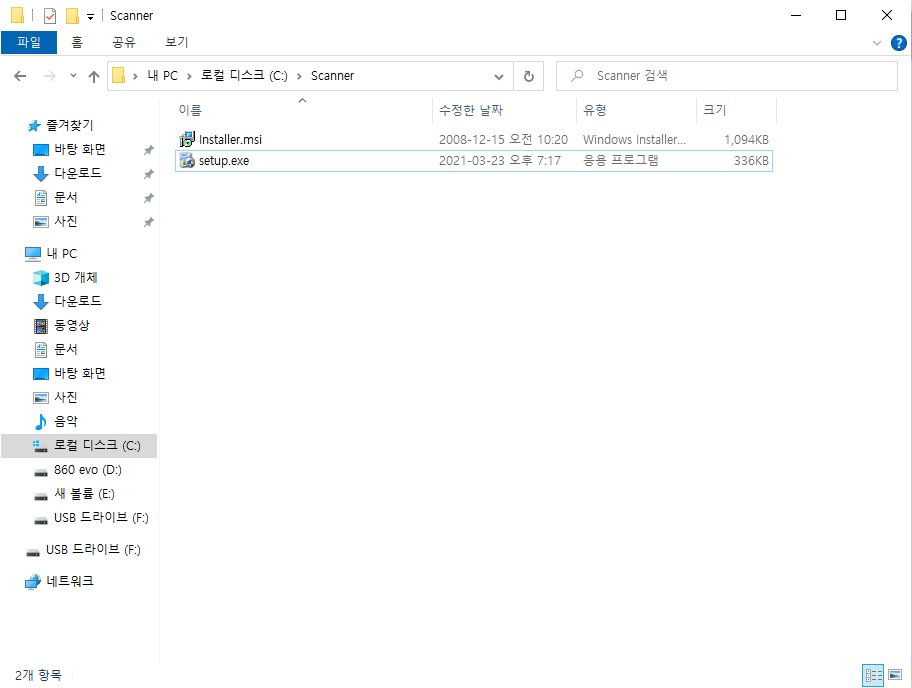 Scanner
파일 홈 공유 보기
내 PC 로컬 디스크 (C:) Scanner
Scanner 검색
이름 수정한 날짜 유형 크기
Installer.msi 2008-12-15 오전 10:20 Windows Installer... 1,094KB
setup.exe 2021-03-23 오후 7:17 응용 프로그램 336KB
즐겨찾기
바탕 화면
다운로드
문서
사진
내 PC
3D 개체
다운로드
동영상
문서
바탕 화면
사진
음악
로컬 디스크 (C:)
860 evo (D:)
새 볼륨 (E:)
USB 드라이브 (F:)
USB 드라이브 (F:)
네트워크
2개 항목